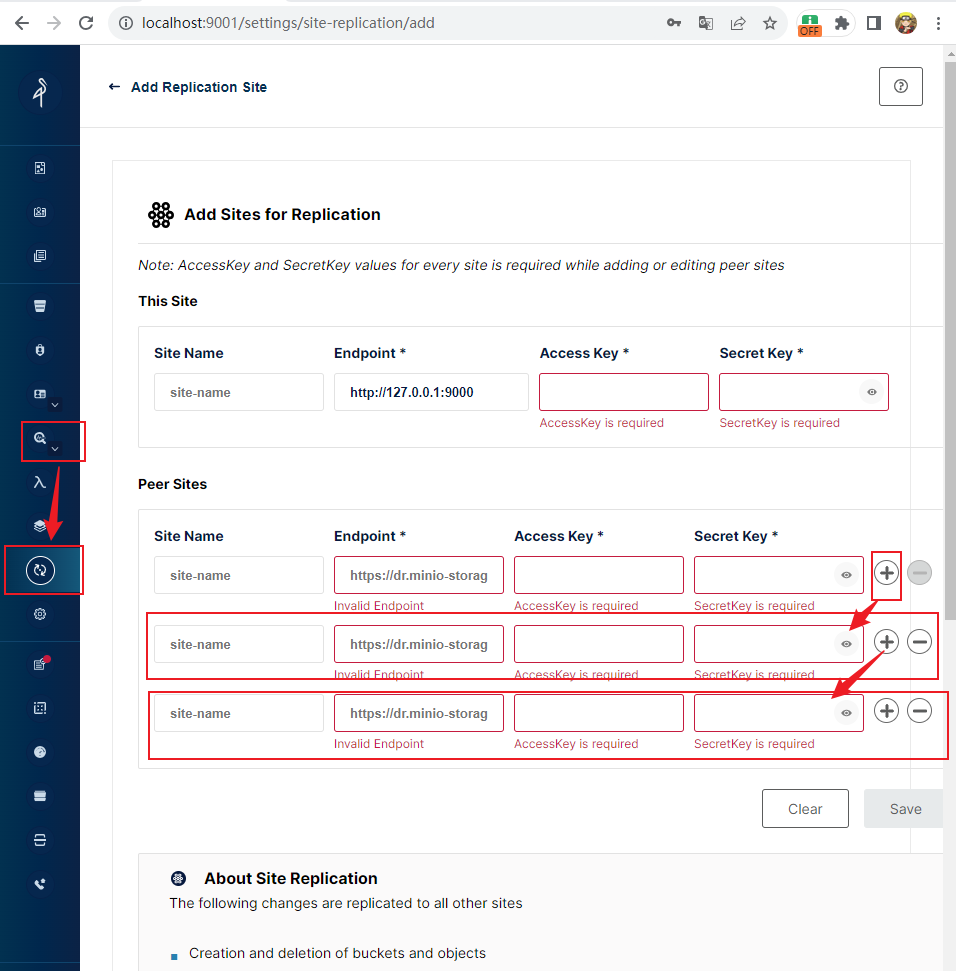 localhost:9001/settings/site-replication/add
OFF
Add Replication Site
Add Sites for Replication
Note: AccessKey and SecretKey values for every site is required while adding or editing peer sites
This Site
Site Name Endpoint * Access Key * Secret Key *
site-name http://127.0.0.1:9000
AccessKey is required SecretKey is required
Peer Sites
Site Name Endpoint * Access Key * Secret Key *
site-name https://dr.minio-storag
Invalid Endpoint AccessKey is required SecretKey is required
site-name https://dr.minio-storag
Invalid Endpoint AccessKey is required SecretKey is required
site-name https://dr.minio-storag
Invalid Endpoint AccessKey is required SecretKey is required
Clear Save
About Site Replication
The following changes are replicated to all other sites
Creation and deletion of buckets and objects